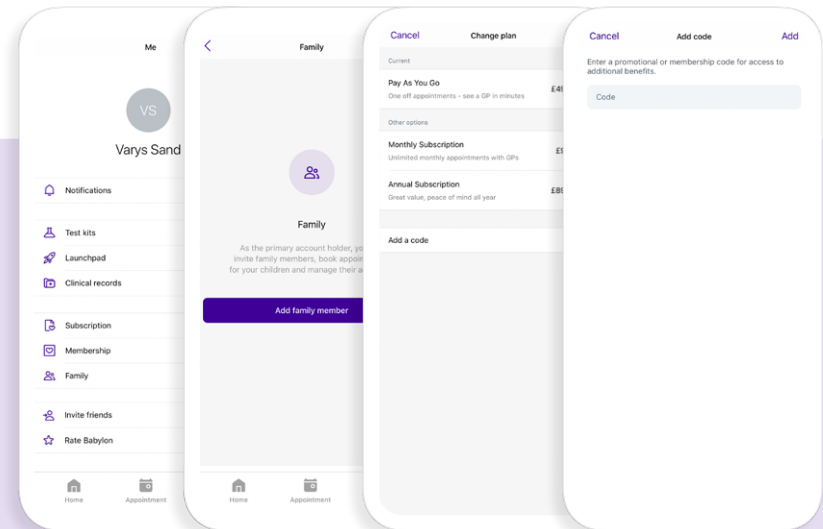 Me
VS
Varys Sand
Notifications
Test kits
Launchpad
Clinical records
Subscription
Membership
Family
Invite friends
Rate Babylon
Home
Appointment
Family
Family
As the primary account holder,
invite family members, book
for your children and manage their
Add family member
Home
Appointment
Cancel
Change plan
Current
Pay As You Go
One off appointments - see a GP in minutes
Other options
Monthly Subscription
Unlimited monthly appointments with GPs
Annual Subscription
Great value, peace of mind all year
Add a code
Cancel
Add code
Add
Enter a promotional or membership code for access to
additional benefits.
Code